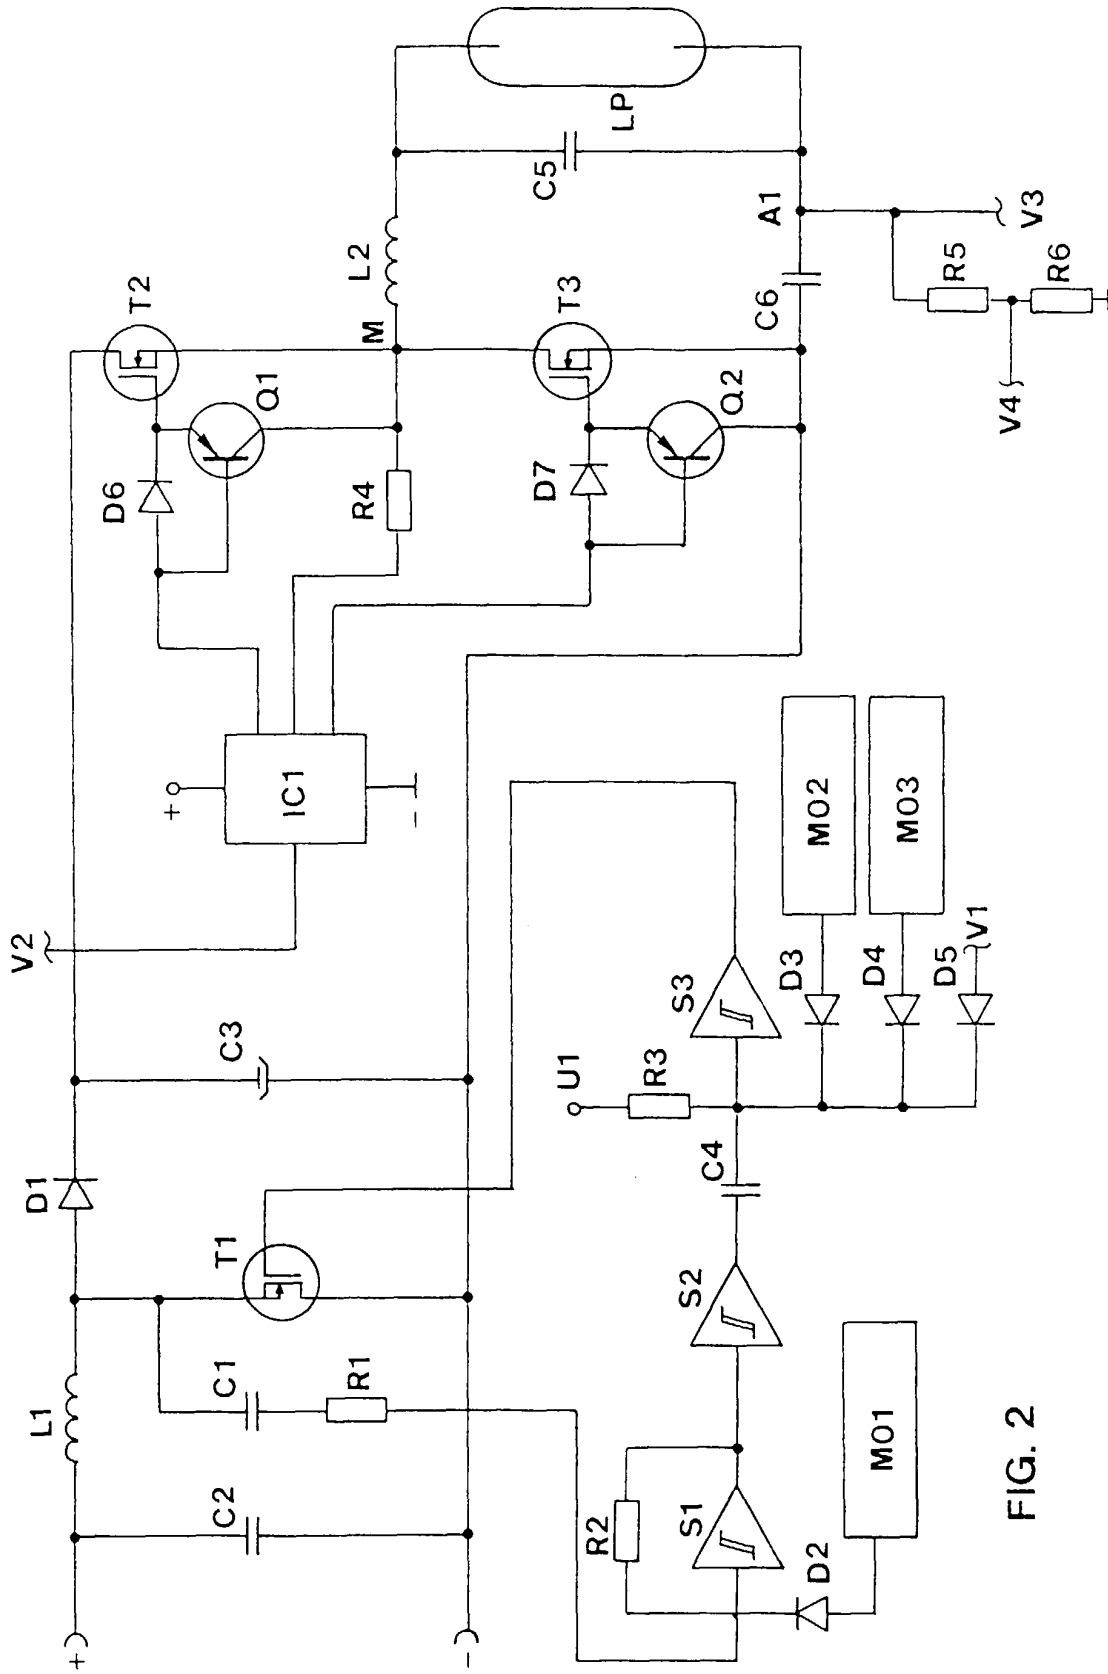 +
-
L1
C2
C1
R1
T1
D1
C3
V2
+
IC1
-
D6
Q1
T2
M
L2
R4
D7
Q2
T3
C6
A1
C5
LP
V3
R5
R6
V4
R2
S1
D2
MO1
S2
C4
U1
R3
S3
D3
MO2
D4
MO3
D5
V1
FIG. 2